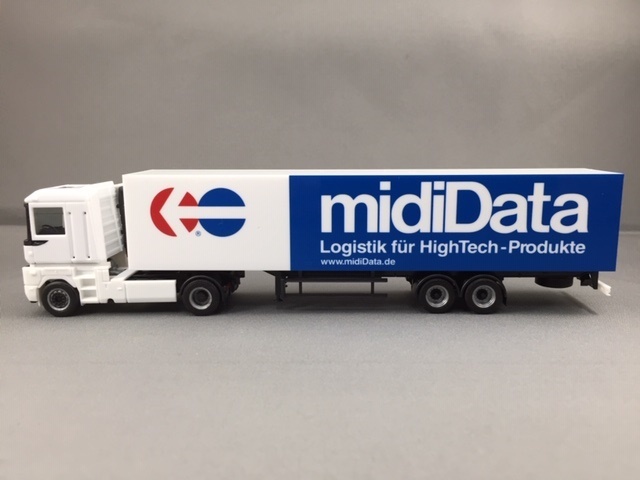 midiData
Logistik für HighTech-Produkte
www.midiData.de
®